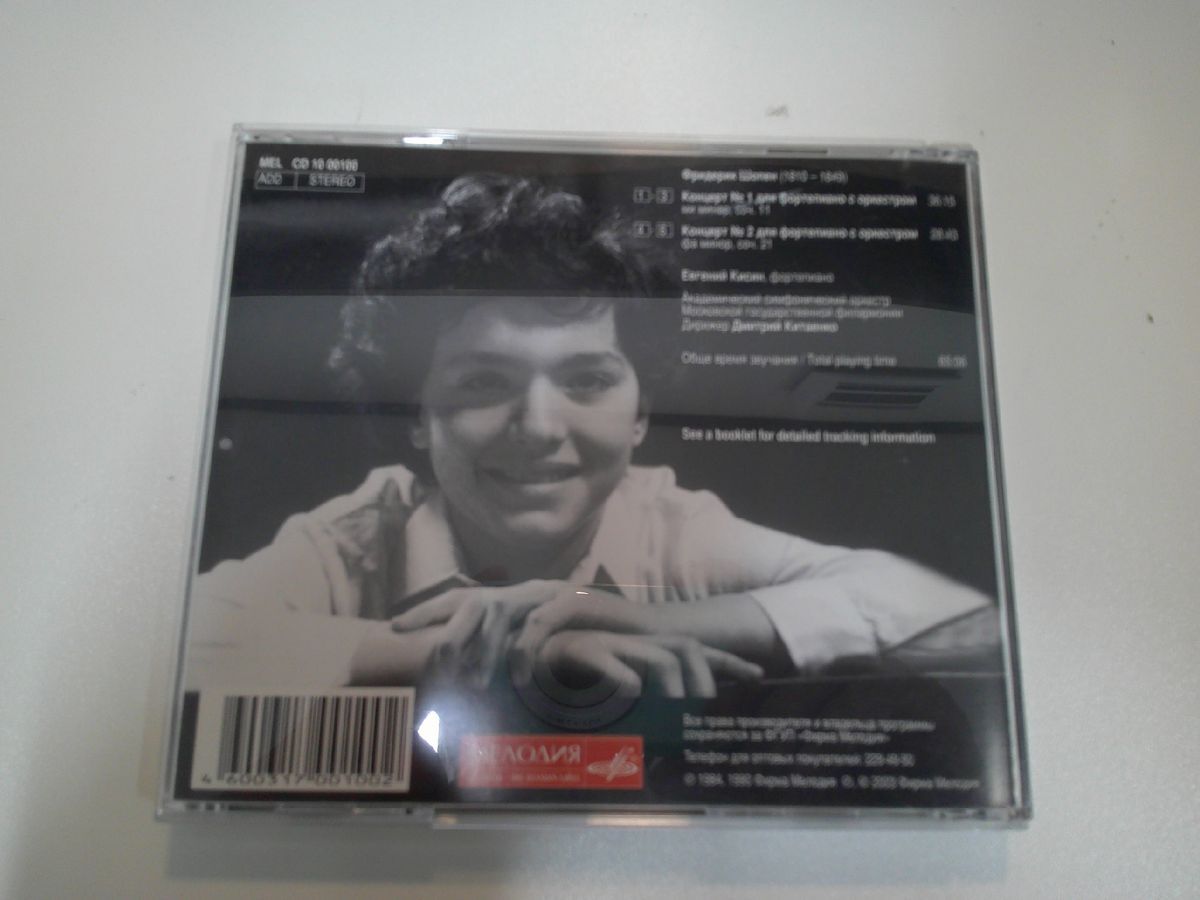 MEL CD 10 00100
ADD STEREO
Фридерик Шопен (1810 – 1849)
1 - 3 Концерт № 1 для фортепиано с оркестром
ми минор, соч. 11
4 - 6 Концерт № 2 для фортепиано с оркестром
фа минор, соч. 21
Евгений Кисин, фортепиано
Академический симфонический оркестр
Московской государственной филармонии
Дирижер Дмитрий Китаенко
Общее время звучания / Total playing time
See a booklet for detailed tracking information
Все права производителя и владельца программы
сохраняются за ФГУП «Фирма Мелодия»
Телефон для оптовых покупателей:
Фирма Мелодия © 2003 Фирма Мелодия
4 600317 001002
МЕЛОДИЯ